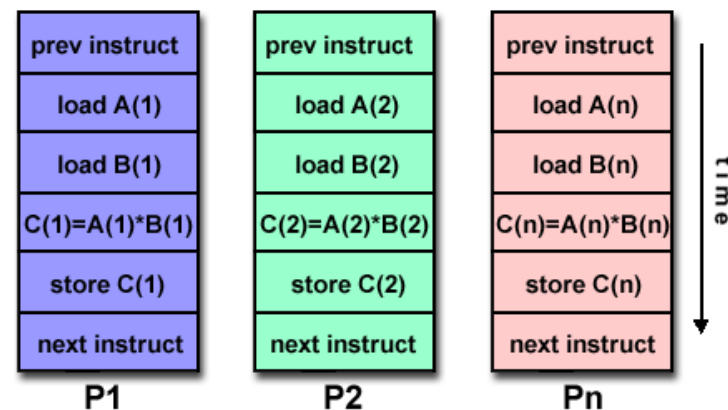 prev instruct
load A(1)
load B(1)
C(1)=A(1)*B(1)
store C(1)
next instruct
P1
prev instruct
load A(2)
load B(2)
C(2)=A(2)*B(2)
store C(2)
next instruct
P2
prev instruct
load A(n)
load B(n)
C(n)=A(n)*B(n)
store C(n)
next instruct
Pn
time